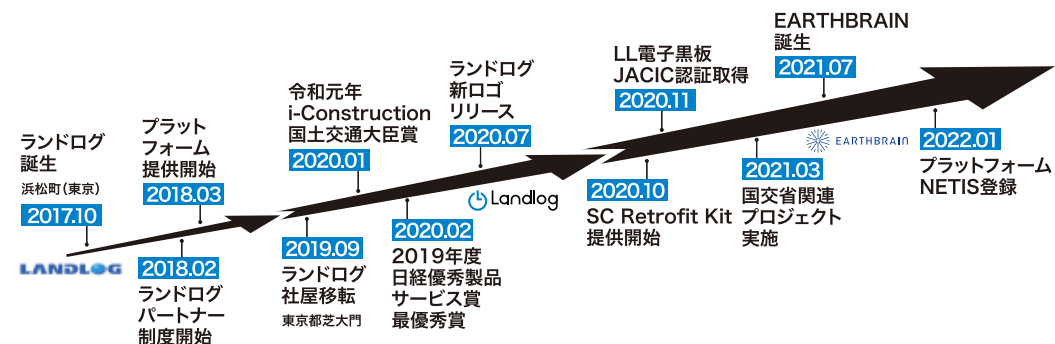 ランドログ
誕生
浜松町(東京)
2017.10
LANDLOG
2018.02
ランドログ
パートナー
制度開始
プラット
フォーム
提供開始
2018.03
2019.09
ランドログ
社屋移転
東京都芝大門
令和元年
i-Construction
国土交通大臣賞
2020.01
2020.02
2019年度
日経優秀製品
サービス賞
最優秀賞
ランドログ
新ロゴ
リリース
2020.07
Landlog
2020.10
SC Retrofit Kit
提供開始
LL電子黒板
JACIC認証取得
2020.11
2021.03
国交省関連
プロジェクト
実施
EARTHBRAIN
誕生
2021.07
EARTHBRAIN
2022.01
プラットフォーム
NETIS登録